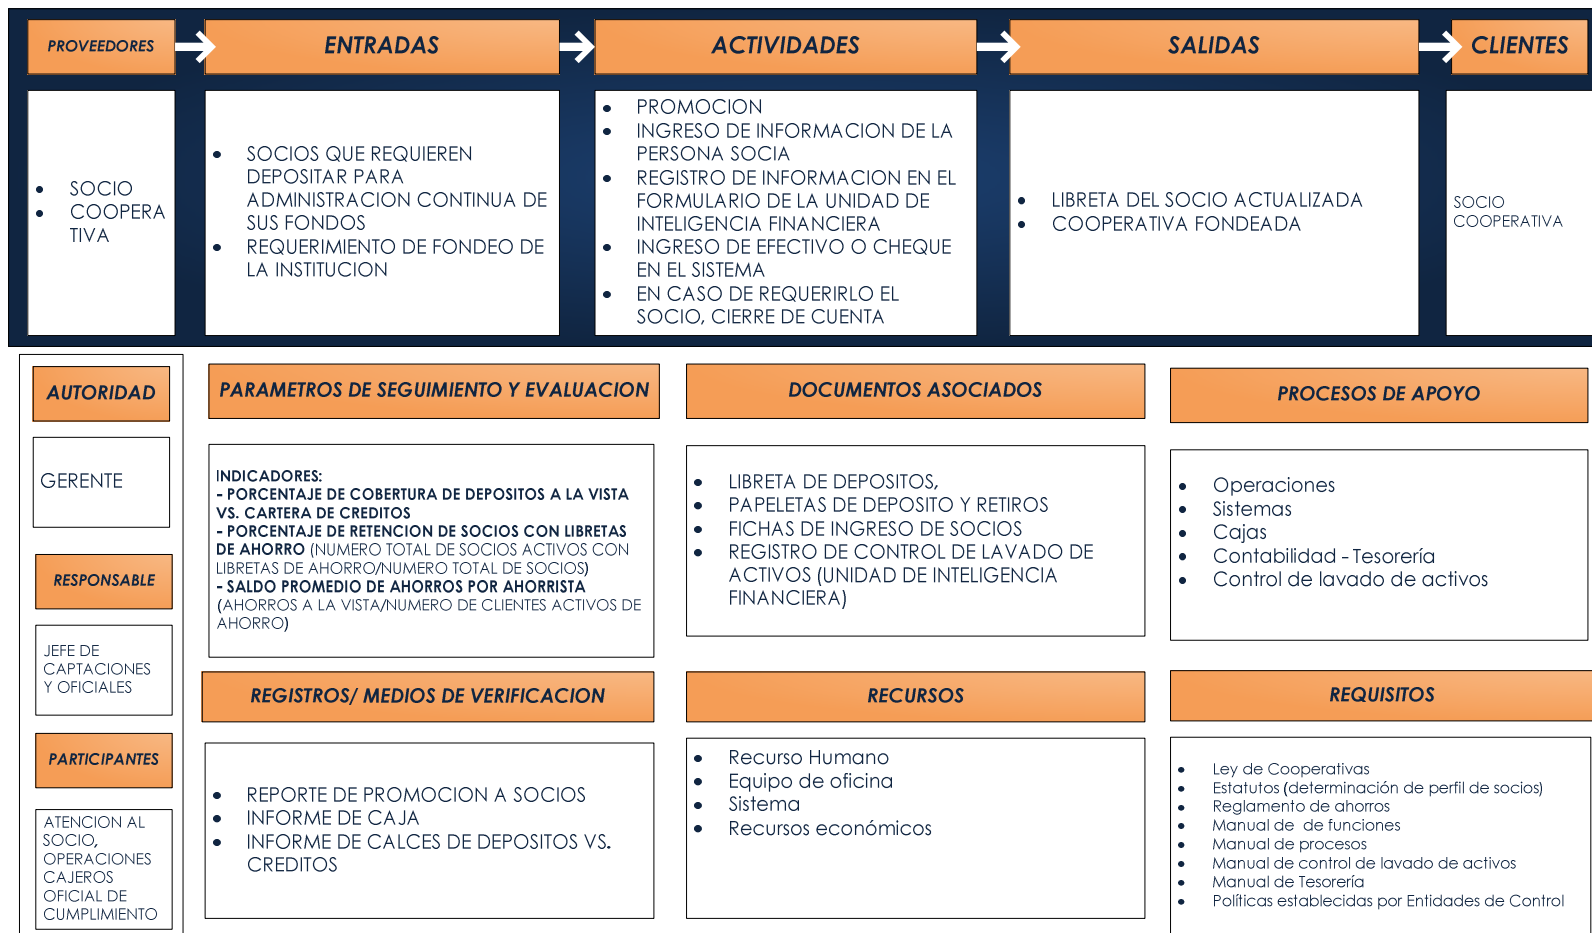 PROVEEDORES
ENTRADAS
ACTIVIDADES
SALIDAS
CLIENTES
• SOCIO
• COOPERA
TIVA
• SOCIOS QUE REQUIEREN
DEPOSITAR PARA
ADMINISTRACION CONTINUA DE
SUS FONDOS
• REQUERIMIENTO DE FONDEO DE
LA INSTITUCION
• PROMOCION
• INGRESO DE INFORMACION DE LA
PERSONA SOCIA
• REGISTRO DE INFORMACION EN EL
FORMULARIO DE LA UNIDAD DE
INTELIGENCIA FINANCIERA
• INGRESO DE EFECTIVO O CHEQUE
EN EL SISTEMA
• EN CASO DE REQUERIRLO EL
SOCIO, CIERRE DE CUENTA
• LIBRETA DEL SOCIO ACTUALIZADA
• COOPERATIVA FONDEADA
SOCIO
COOPERATIVA
AUTORIDAD
GERENTE
RESPONSABLE
JEFE DE
CAPTACIONES
Y OFICIALES
PARTICIPANTES
ATENCION AL
SOCIO,
OPERACIONES
CAJEROS
OFICIAL DE
CUMPLIMIENTO
PARAMETROS DE SEGUIMIENTO Y EVALUACION
INDICADORES:
- PORCENTAJE DE COBERTURA DE DEPOSITOS A LA VISTA
VS. CARTERA DE CREDITOS
- PORCENTAJE DE RETENCION DE SOCIOS CON LIBRETAS
DE AHORRO (NUMERO TOTAL DE SOCIOS ACTIVOS CON
LIBRETAS DE AHORRO/NUMERO TOTAL DE SOCIOS)
- SALDO PROMEDIO DE AHORROS POR AHORRISTA
(AHORROS A LA VISTA/NUMERO DE CLIENTES ACTIVOS DE
AHORRO)
DOCUMENTOS ASOCIADOS
• LIBRETA DE DEPOSITOS,
• PAPELETAS DE DEPOSITO Y RETIROS
• FICHAS DE INGRESO DE SOCIOS
• REGISTRO DE CONTROL DE LAVADO DE
ACTIVOS (UNIDAD DE INTELIGENCIA
FINANCIERA)
PROCESOS DE APOYO
• Operaciones
• Sistemas
• Cajas
• Contabilidad - Tesorería
• Control de lavado de activos
REGISTROS/ MEDIOS DE VERIFICACION
• REPORTE DE PROMOCION A SOCIOS
• INFORME DE CAJA
• INFORME DE CALCES DE DEPOSITOS VS.
CREDITOS
RECURSOS
• Recurso Humano
• Equipo de oficina
• Sistema
• Recursos económicos
REQUISITOS
• Ley de Cooperativas
• Estatutos (determinación de perfil de socios)
• Reglamento de ahorros
• Manual de de funciones
• Manual de procesos
• Manual de control de lavado de activos
• Manual de Tesorería
• Políticas establecidas por Entidades de Control